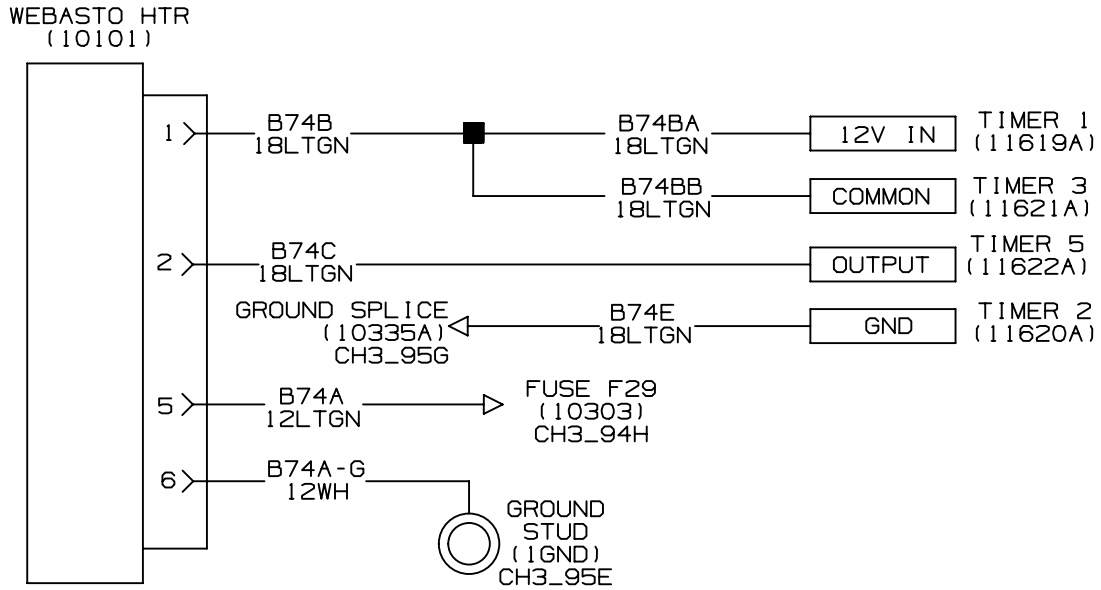 WEBASTO HTR
(10101)
1
B74B
18LTGN
B74BA
18LTGN
12V IN
TIMER 1
(11619A)
B74BB
18LTGN
COMMON
TIMER 3
(11621A)
2
B74C
18LTGN
OUTPUT
TIMER 5
(11622A)
GROUND SPLICE
(10335A)
CH3_95G
B74E
18LTGN
GND
TIMER 2
(11620A)
5
B74A
12LTGN
FUSE F29
(10303)
CH3_94H
6
B74A-G
12WH
GROUND
STUD
(1GND)
CH3_95E